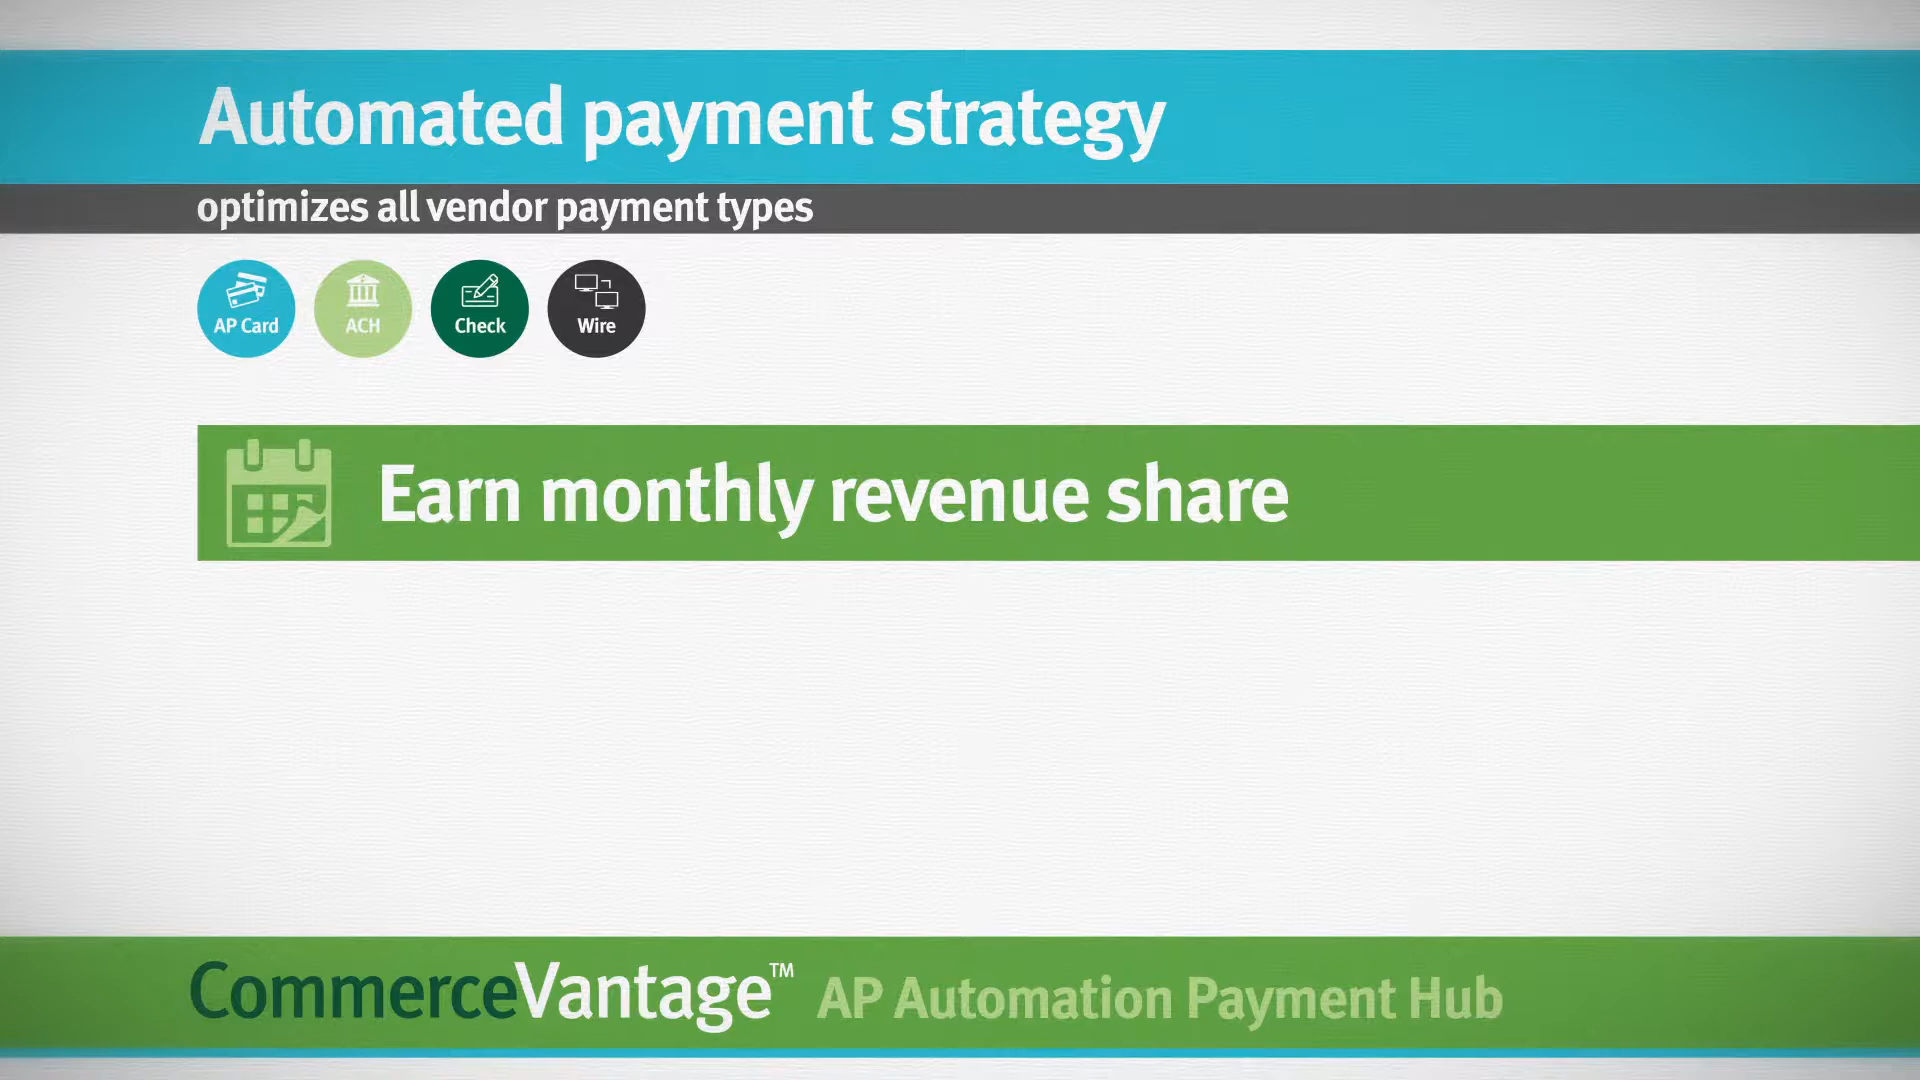 Automated payment strategy
optimizes all vendor payment types
AP Card ACH Check Wire
Earn monthly revenue share
CommerceVantage™ AP Automation Payment Hub